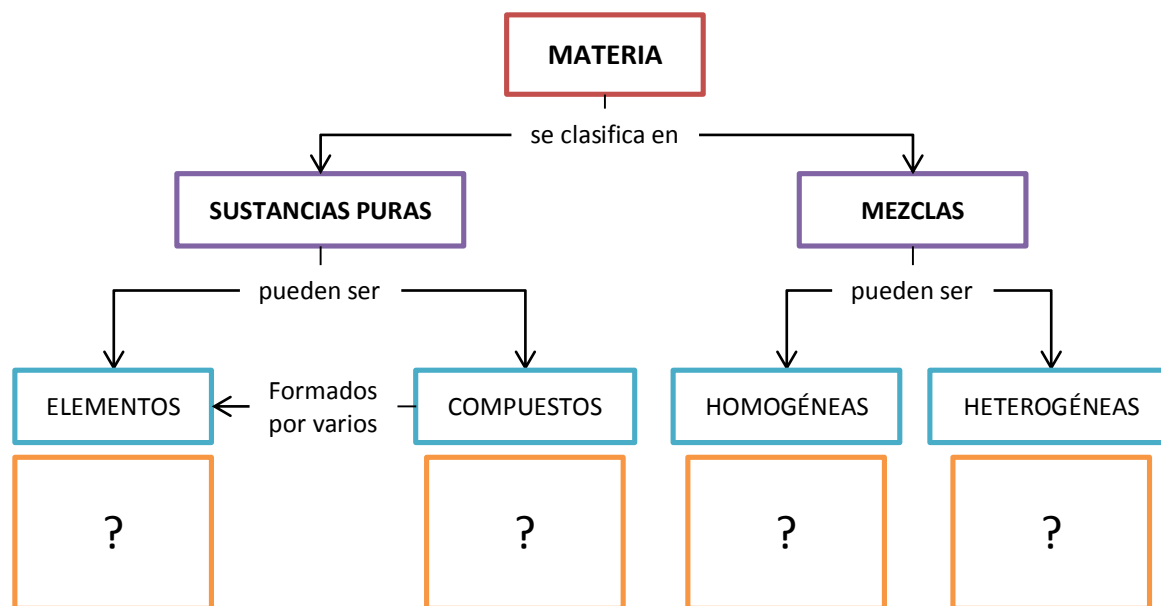 MATERIA
se clasifica en
SUSTANCIAS PURAS
MEZCLAS
pueden ser
pueden ser
ELEMENTOS
Formados
por varios
COMPUESTOS
HOMOGÉNEAS
HETEROGÉNEAS
?
?
?
?